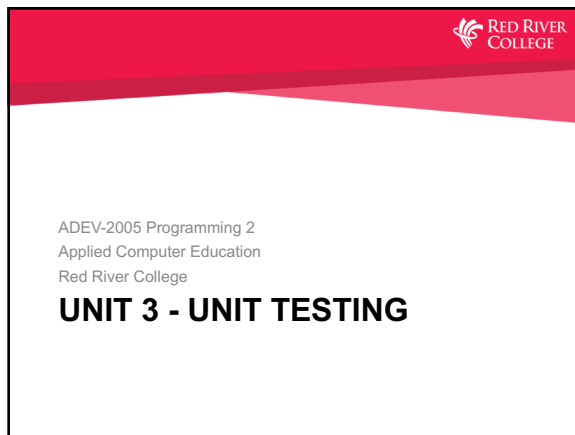 RED RIVER
COLLEGE
ADEV-2005 Programming 2
Applied Computer Education
Red River College
UNIT 3 - UNIT TESTING